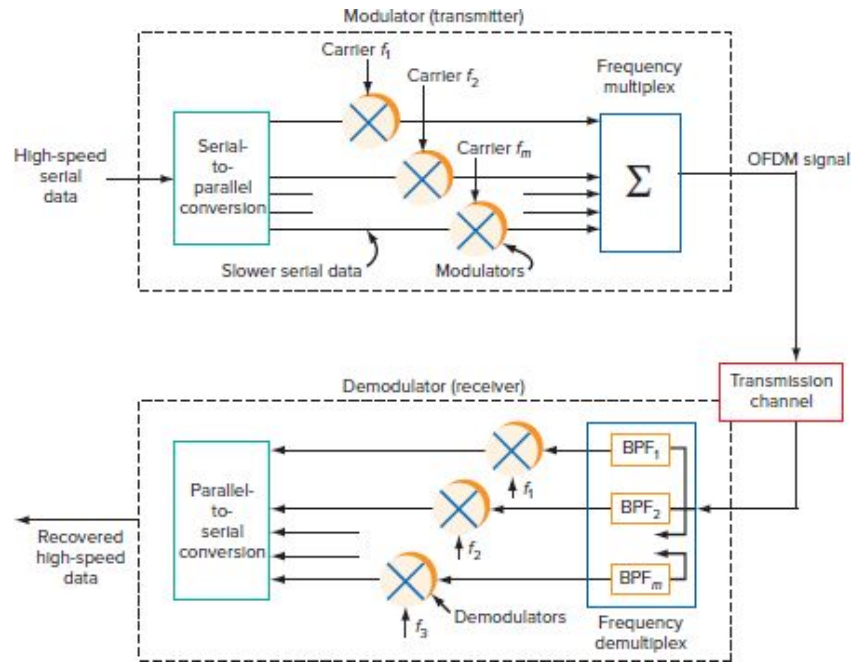 Modulator (transmitter)
Carrier f1
Carrier f2
Frequency
multiplex
High-speed
serial
data
Serial-
to-
parallel
conversion
Carrier fm
Σ
OFDM signal
Slower serial data
Modulators
Transmission
channel
Demodulator (receiver)
Parallel-
to-
serial
conversion
f1
BPF1
f2
BPF2
f3
BPFm
Demodulators
Recovered
high-speed
data
Frequency
demultiplex